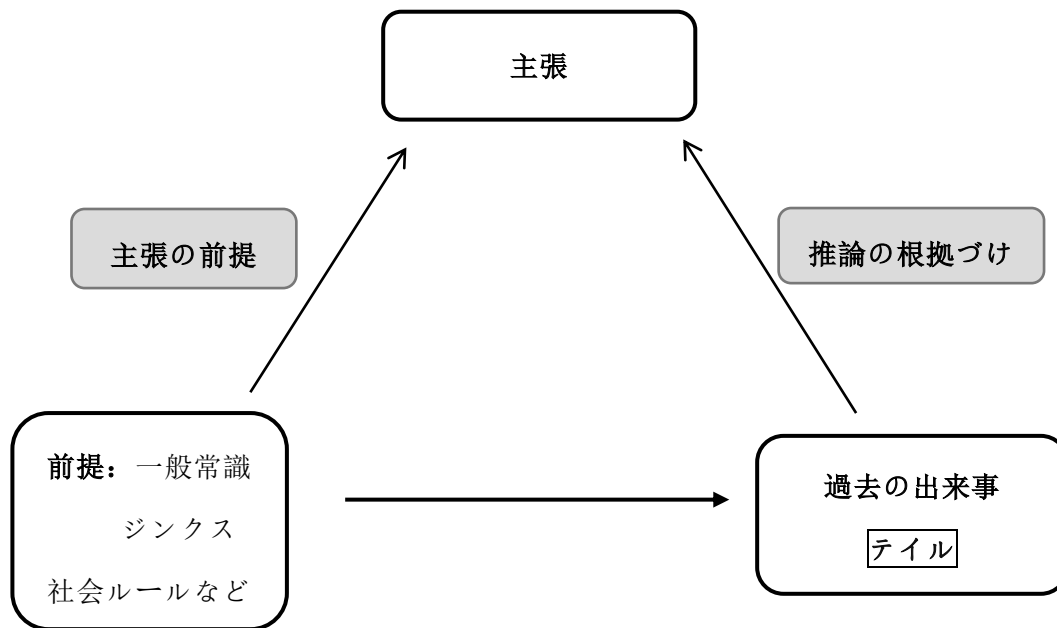 主張
主張の前提
推論の根拠づけ
前提：一般常識
ジンクス
社会ルールなど
過去の出来事
テイル